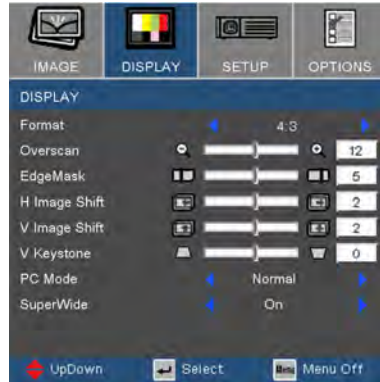 IMAGE DISPLAY SETUP OPTIONS
DISPLAY
Format 4:3
Overscan 12
EdgeMask 5
H Image Shift 2
V Image Shift 2
V Keystone 0
PC Mode Normal
SuperWide On
UpDown Select Menu Menu Off